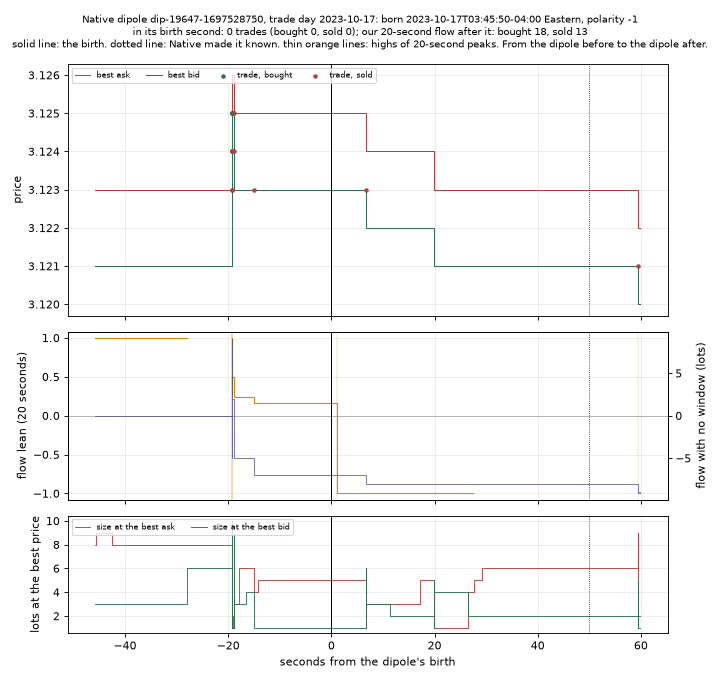 Native dipole dip-19647-1697528750, trade day 2023-10-17: born 2023-10-17T03:45:50-04:00 Eastern, polarity -1
in its birth second: 0 trades (bought 0, sold 0); our 20-second flow after it: bought 18, sold 13
solid line: the birth. dotted line: Native made it known. thin orange lines: highs of 20-second peaks. From the dipole before to the dipole after.
best ask
best bid
trade, bought
trade, sold
3.126
3.125
3.124
3.123
3.122
3.121
3.120
price
1.0
0.5
0.0
−0.5
−1.0
flow lean (20 seconds)
5
0
−5
flow with no window (lots)
size at the best ask
size at the best bid
10
8
6
4
2
lots at the best price
−40
−20
0
20
40
60
seconds from the dipole's birth